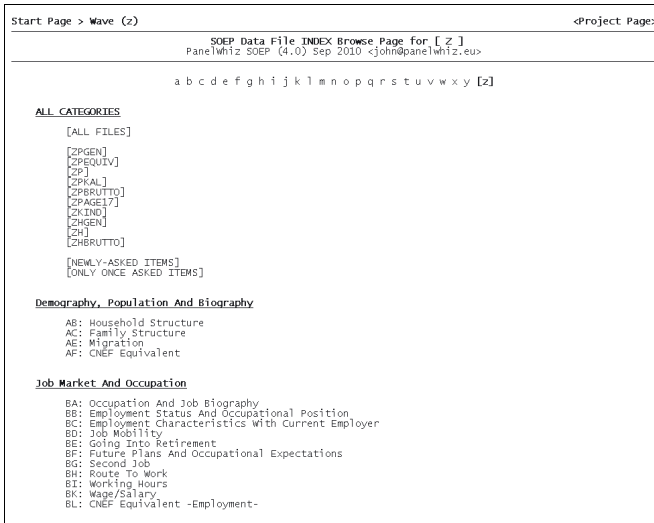 Start Page > Wave (z) <Project Page>
SOEP Data File INDEX Browse Page for [ Z ]
PanelWhiz SOEP (4.0) Sep 2010 <john@panelwhiz.eu>
a b c d e f g h i j k l m n o p q r s t u v w x y [z]
ALL CATEGORIES
[ALL FILES]
[ZPGEN]
[ZPEQUIV]
[ZP]
[ZPKAL]
[ZPBRUTTO]
[ZPAGE17]
[ZKIND]
[ZHGEN]
[ZH]
[ZHBRUTTO]
[NEWLY-ASKED ITEMS]
[ONLY ONCE ASKED ITEMS]
Demography, Population And Biography
AB: Household Structure
AC: Family Structure
AE: Migration
AF: CNEF Equivalent
Job Market And Occupation
BA: Occupation And Job Biography
BB: Employment Status And Occupational Position
BC: Employment Characteristics With Current Employer
BD: Job Mobility
BE: Going Into Retirement
BF: Future Plans And Occupational Expectations
BG: Second Job
BH: Route To Work
BI: Working Hours
BK: Wage/Salary
BL: CNEF Equivalent -Employment-